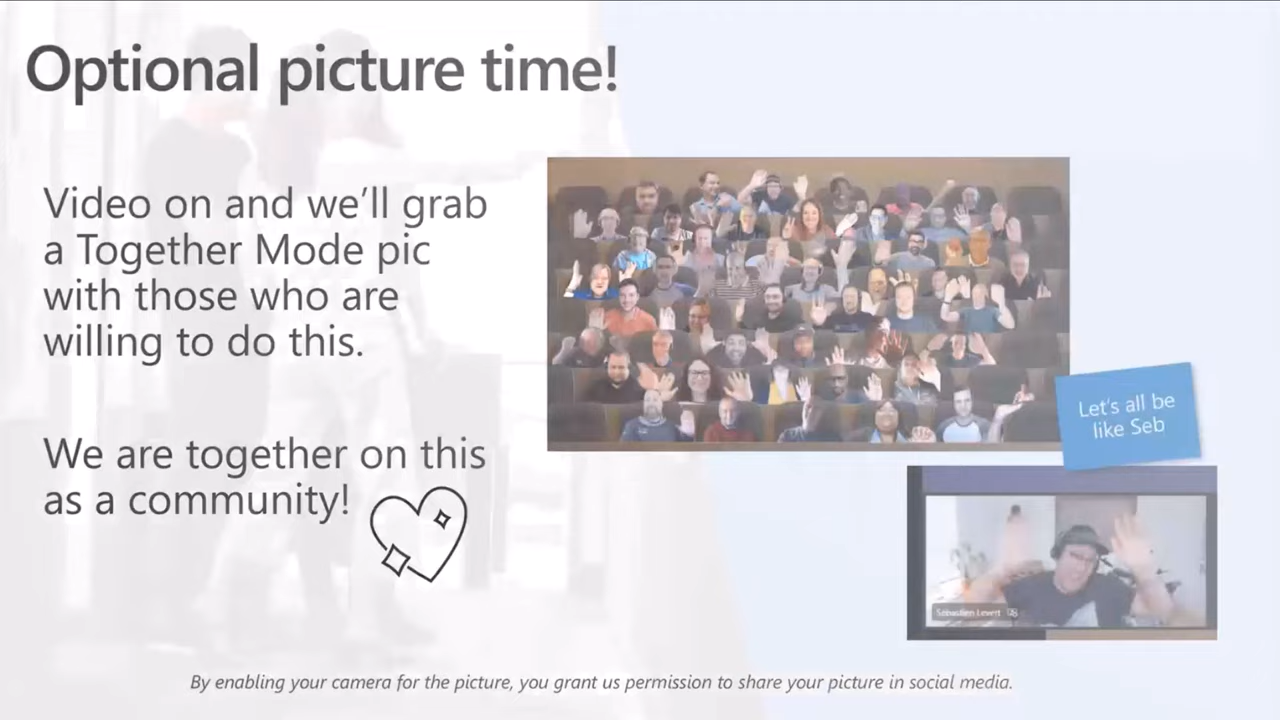 Optional picture time!
Video on and we'll grab
a Together Mode pic
with those who are
willing to do this.
We are together on this
as a community!
Let's all be
like Seb
Sébastien Levert
By enabling your camera for the picture, you grant us permission to share your picture in social media.